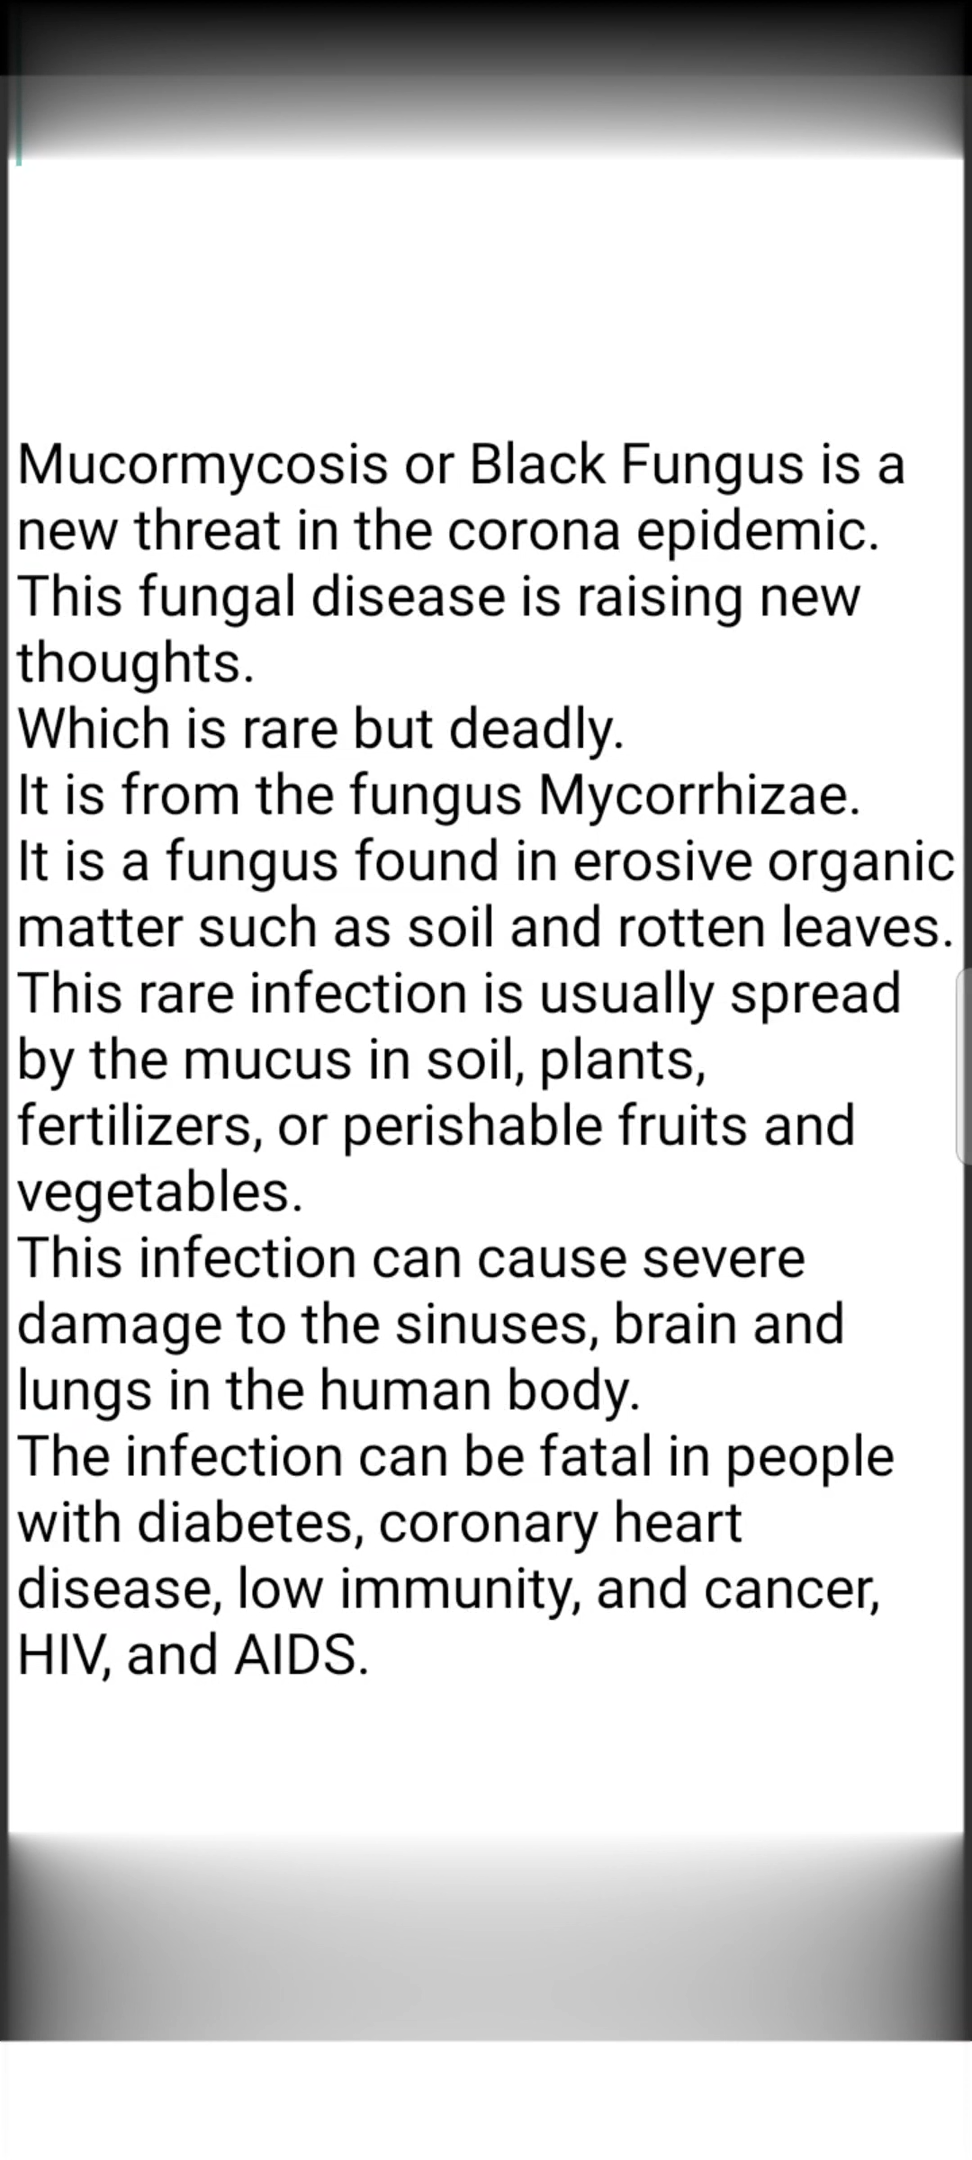 Mucormycosis or Black Fungus is a
new threat in the corona epidemic.
This fungal disease is raising new
thoughts.
Which is rare but deadly.
It is from the fungus Mycorrhizae.
It is a fungus found in erosive organic
matter such as soil and rotten leaves.
This rare infection is usually spread
by the mucus in soil, plants,
fertilizers, or perishable fruits and
vegetables.
This infection can cause severe
damage to the sinuses, brain and
lungs in the human body.
The infection can be fatal in people
with diabetes, coronary heart
disease, low immunity, and cancer,
HIV, and AIDS.